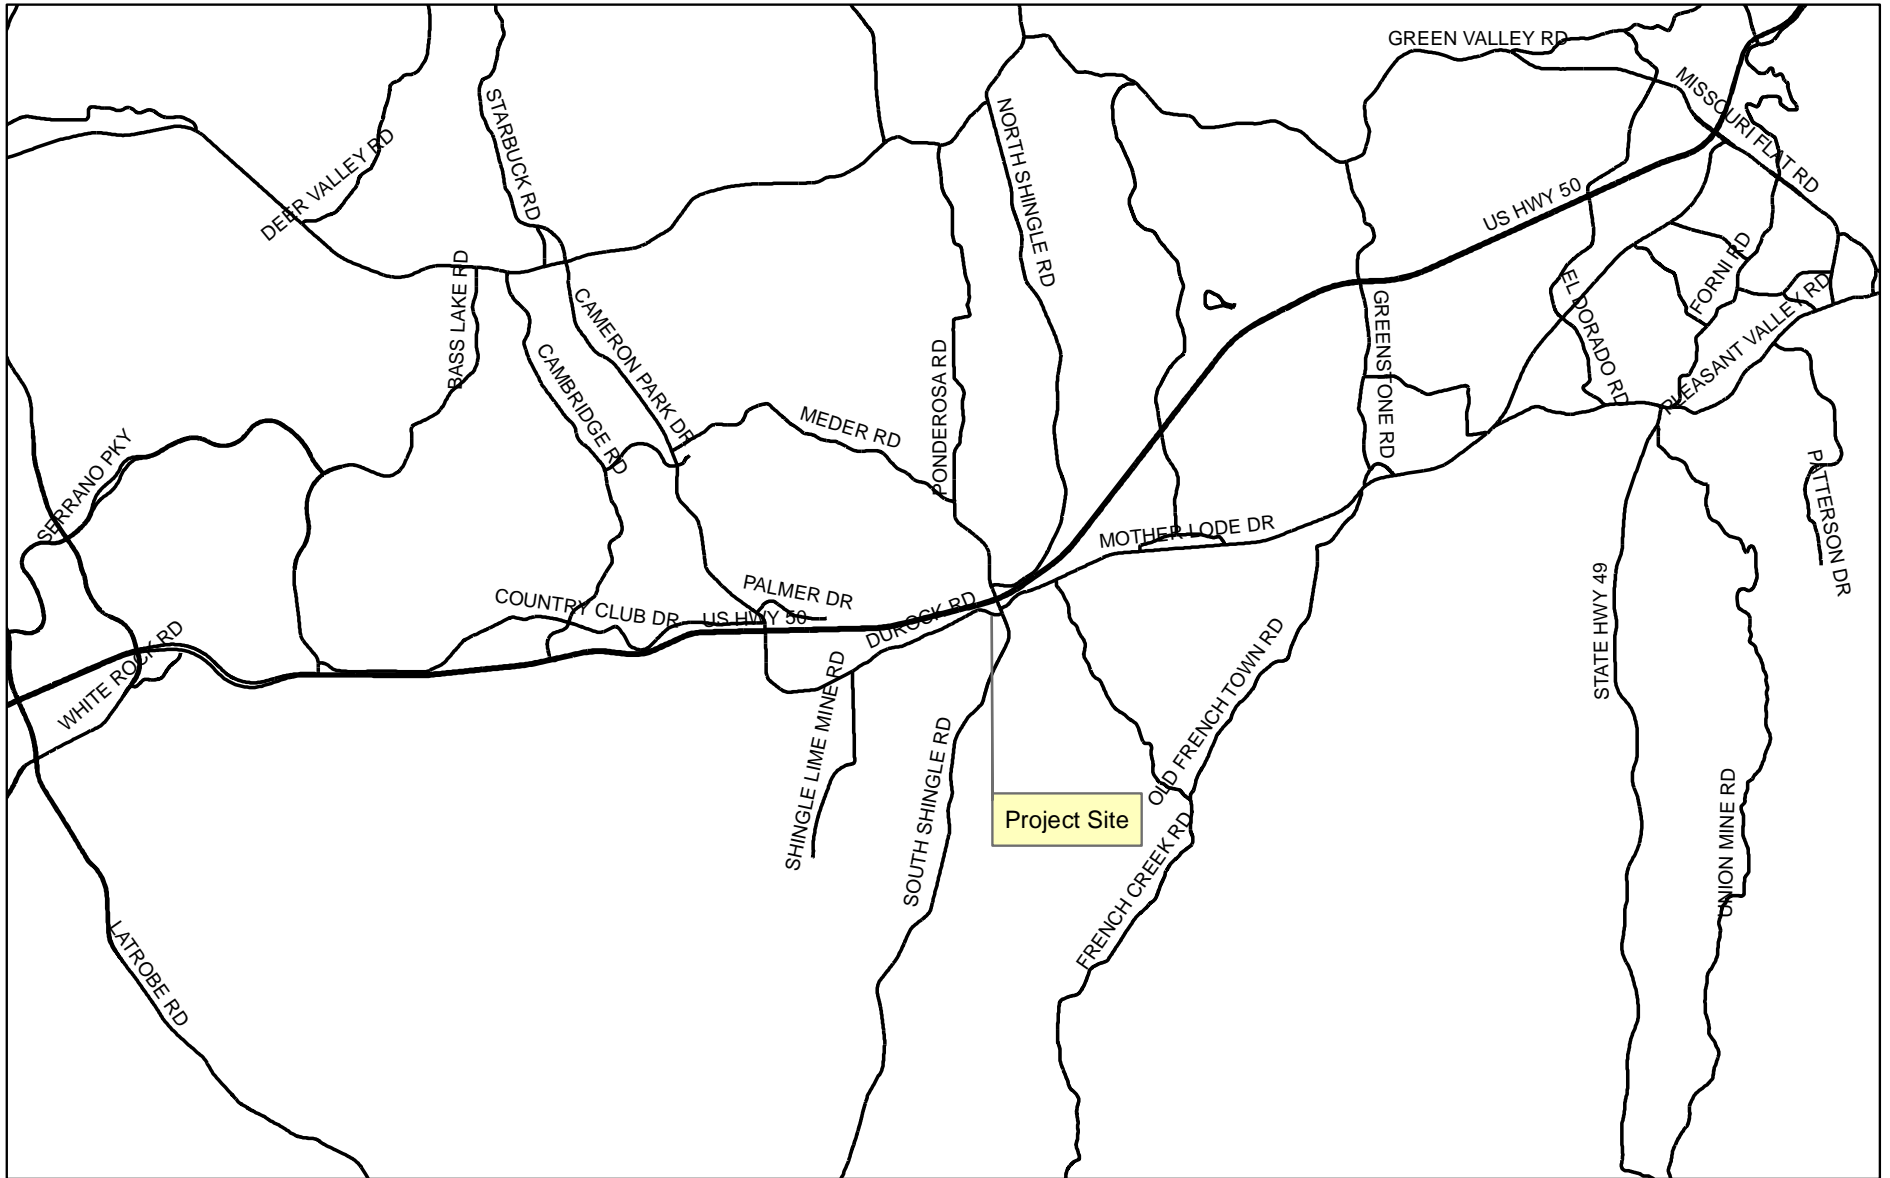 GREEN VALLEY RD
MISSOURI FLAT RD
STARBUCK RD
NORTH SHINGLE RD
DEER VALLEY RD
US HWY 50
BASS LAKE RD
CAMERON PARK DR
FORNI RD
EL DORADO RD
PLEASANT VALLEY RD
GREENSTONE RD
CAMBRIDGE RD
PONDEROSA RD
MEDER RD
SERRANO PKY
PATTERSON DR
MOTHER LODE DR
PALMER DR
COUNTRY CLUB DR
US HWY 50
DUROCK RD
STATE HWY 49
WHITE ROCK RD
OLD FRENCH TOWN RD
SHINGLE LIME MINE RD
SOUTH SHINGLE RD
Project Site
UNION MINE RD
FRENCH CREEK RD
LATROBE RD